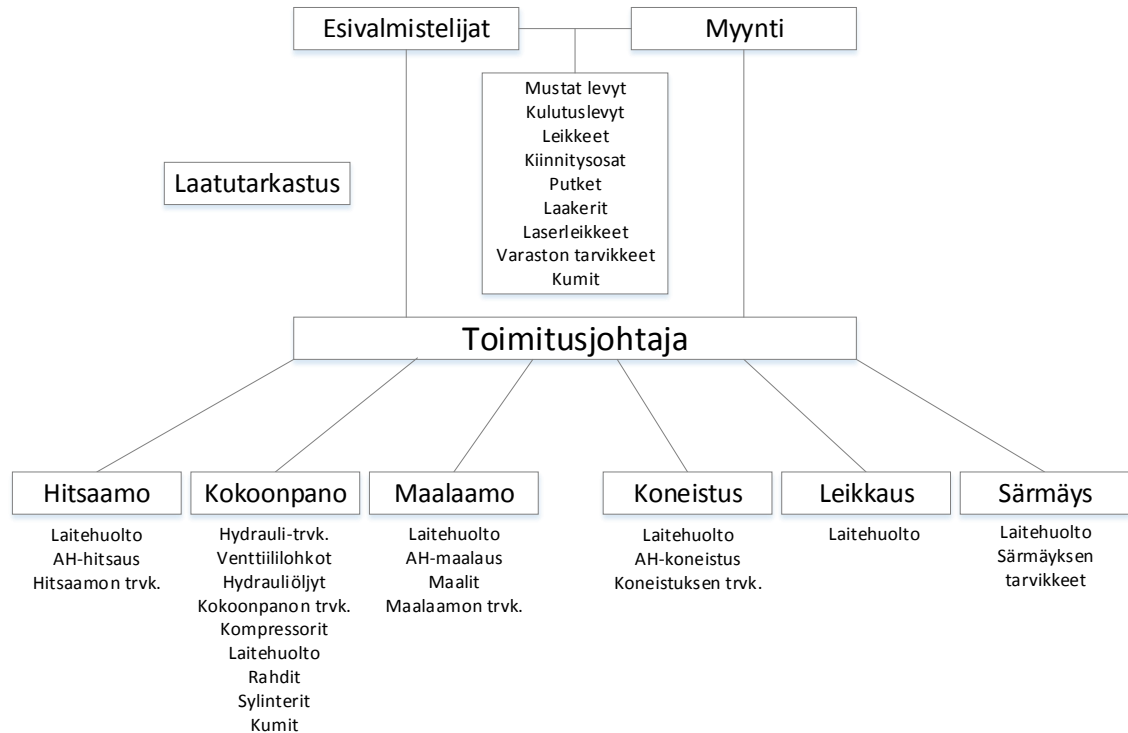 Esivalmistelijat
Myynti
Mustat levyt
Kulutuslevyt
Leikkeet
Kiinnitysosat
Putket
Laakerit
Laserleikkeet
Varaston tarvikkeet
Kumit
Laatutarkastus
Toimitusjohtaja
Hitsaamo
Laitehuolto
AH-hitsaus
Hitsaamon trvk.
Kokoonpano
Hydrauli-trvk.
Venttiililohkot
Hydrauliöljyt
Kokoonpanon trvk.
Kompressorit
Laitehuolto
Rahdit
Sylinterit
Kumit
Maalaamo
Laitehuolto
AH-maalaus
Maalit
Maalaamon trvk.
Koneistus
Laitehuolto
AH-koneistus
Koneistuksen trvk.
Leikkaus
Laitehuolto
Särmäys
Laitehuolto
Särmäyksen
tarvikkeet